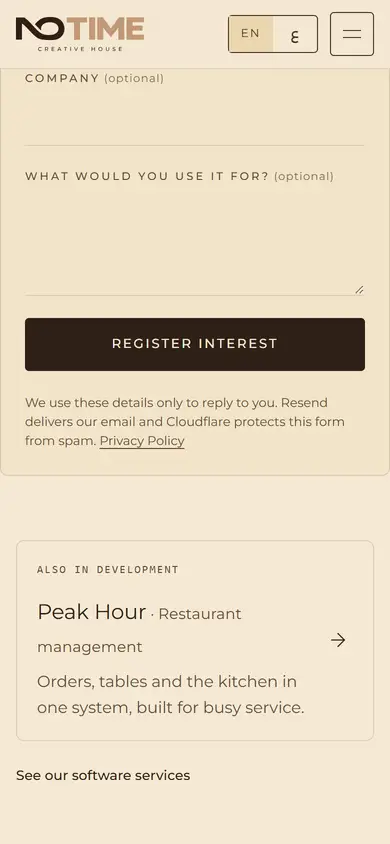 NOTIME
CREATIVE HOUSE
EN
ع
COMPANY (optional)
WHAT WOULD YOU USE IT FOR? (optional)
REGISTER INTEREST
We use these details only to reply to you. Resend
delivers our email and Cloudflare protects this form
from spam. Privacy Policy
ALSO IN DEVELOPMENT
Peak Hour · Restaurant
management
Orders, tables and the kitchen in
one system, built for busy service.
See our software services